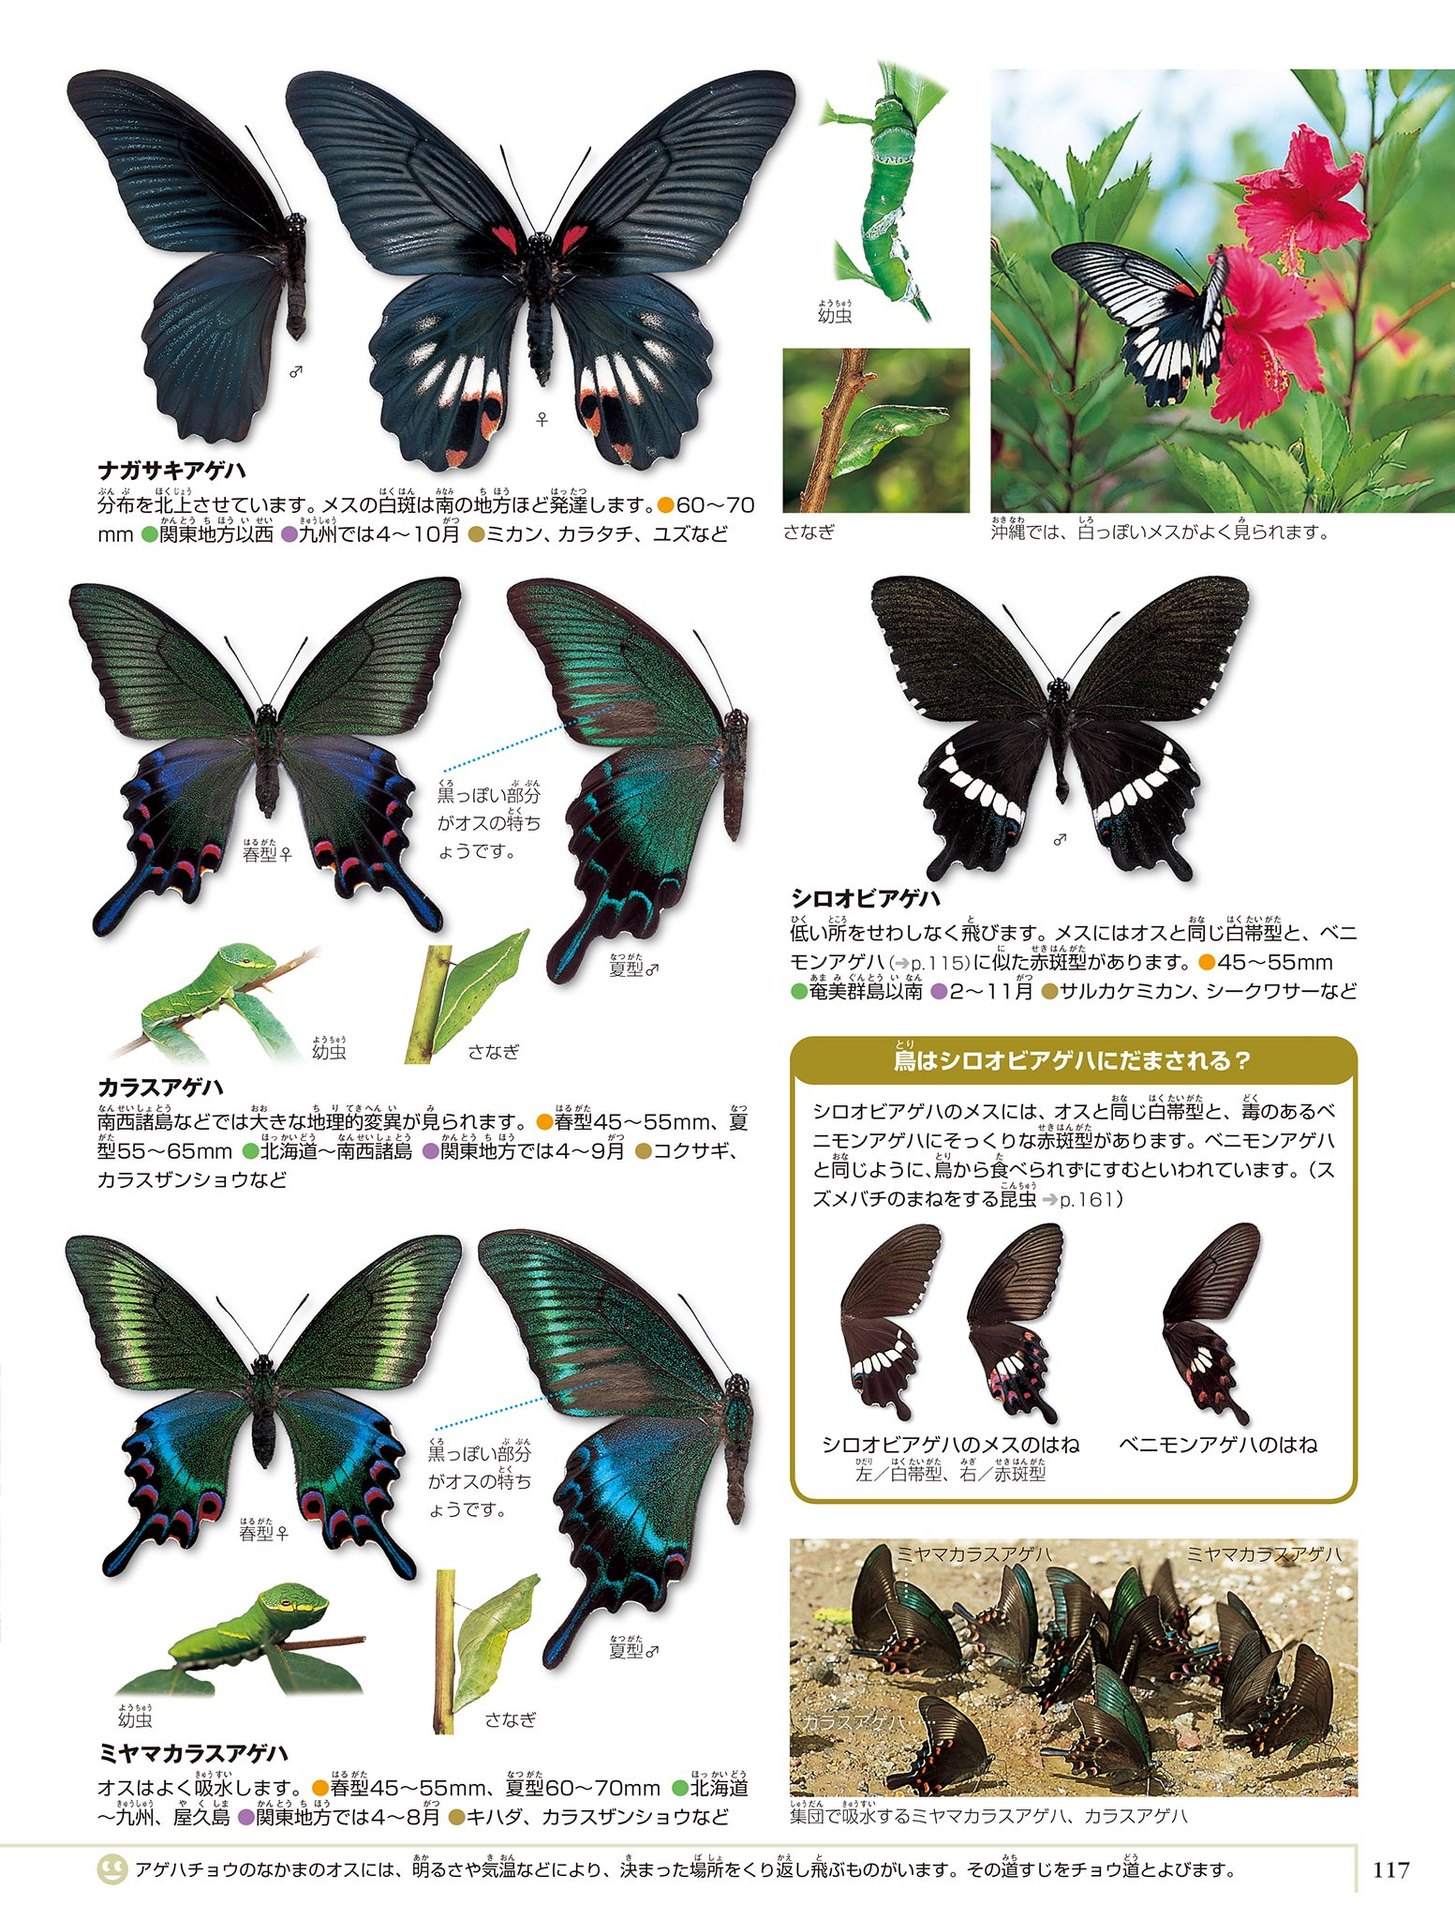 ♂
♀
幼虫
さなぎ
沖縄では、白っぽいメスがよく見られます。
ナガサキアゲハ
分布を北上させています。メスの白斑は南の地方ほど発達します。●60〜70
mm ●関東地方以西 ●九州では4〜10月 ●ミカン、カラタチ、ユズなど
黒っぽい部分
がオスの特ち
ょうです。
春型♀
夏型♂
幼虫
さなぎ
カラスアゲハ
南西諸島などでは大きな地理的変異が見られます。●春型45〜55mm、夏
型55〜65mm ●北海道〜南西諸島 ●関東地方では4〜9月 ●コクサギ、
カラスザンショウなど
黒っぽい部分
がオスの特ち
ょうです。
春型♀
夏型♂
幼虫
さなぎ
ミヤマカラスアゲハ
オスはよく吸水します。●春型45〜55mm、夏型60〜70mm ●北海道
〜九州、屋久島 ●関東地方では4〜8月 ●キハダ、カラスザンショウなど
♂
シロオビアゲハ
低い所をせわしなく飛びます。メスにはオスと同じ白帯型と、ベニ
モンアゲハ(➔p.115)に似た赤斑型があります。●45〜55mm
●奄美群島以南 ●2〜11月 ●サルカケミカン、シークワサーなど
鳥はシロオビアゲハにだまされる？
シロオビアゲハのメスには、オスと同じ白帯型と、毒のあるベ
ニモンアゲハにそっくりな赤斑型があります。ベニモンアゲハ
と同じように、鳥から食べられずにすむといわれています。（ス
ズメバチのまねをする昆虫 ➔p.161）
シロオビアゲハのメスのはね
左／白帯型、右／赤斑型
ベニモンアゲハのはね
ミヤマカラスアゲハ
ミヤマカラスアゲハ
カラスアゲハ
集団で吸水するミヤマカラスアゲハ、カラスアゲハ
アゲハチョウのなかまのオスには、明るさや気温などにより、決まった場所をくり返し飛ぶものがいます。その道すじをチョウ道とよびます。
117